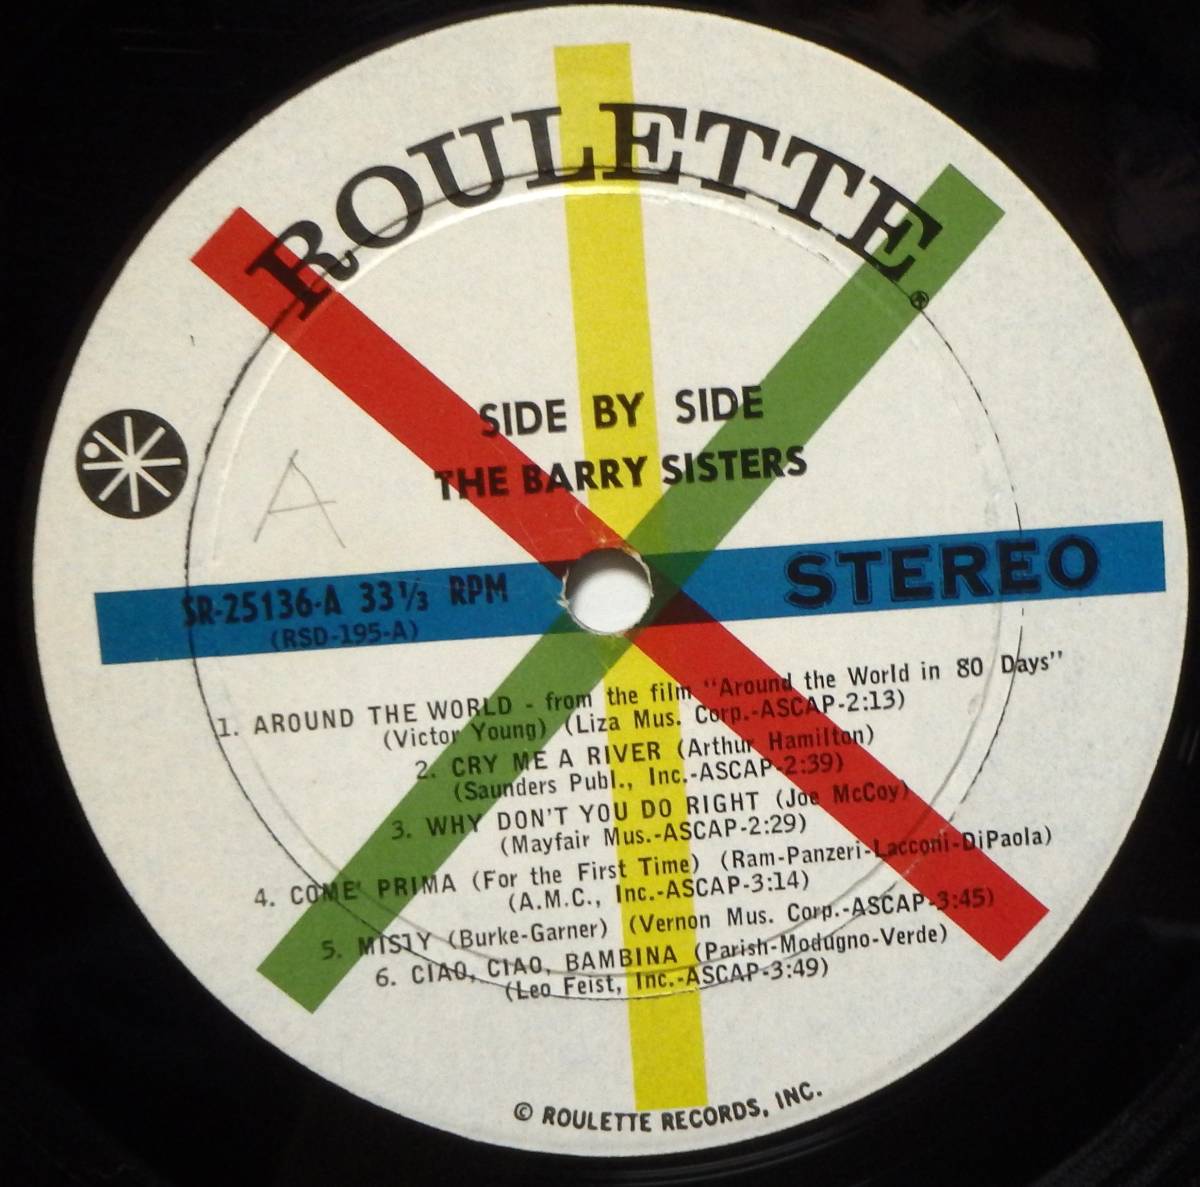 ROULETTE®
SIDE BY SIDE
THE BARRY SISTERS
A
SR-25136-A 33⅓ RPM
(RSD-195-A)
STEREO
1. AROUND THE WORLD - from the film "Around the World in 80 Days"
(Victor Young) (Liza Mus. Corp.-ASCAP-2:13)
2. CRY ME A RIVER (Arthur Hamilton)
(Saunders Publ., Inc.-ASCAP-2:39)
3. WHY DON'T YOU DO RIGHT (Joe McCoy)
(Mayfair Mus.-ASCAP-2:29)
4. COME' PRIMA (For the First Time) (Ram-Panzeri-Lacconi-DiPaola)
(A.M.C., Inc.-ASCAP-3:14)
5. MISTY (Burke-Garner) (Vernon Mus. Corp.-ASCAP-3:45)
6. CIAO, CIAO, BAMBINA (Parish-Modugno-Verde)
(Leo Feist, Inc.-ASCAP-3:49)
© ROULETTE RECORDS, INC.